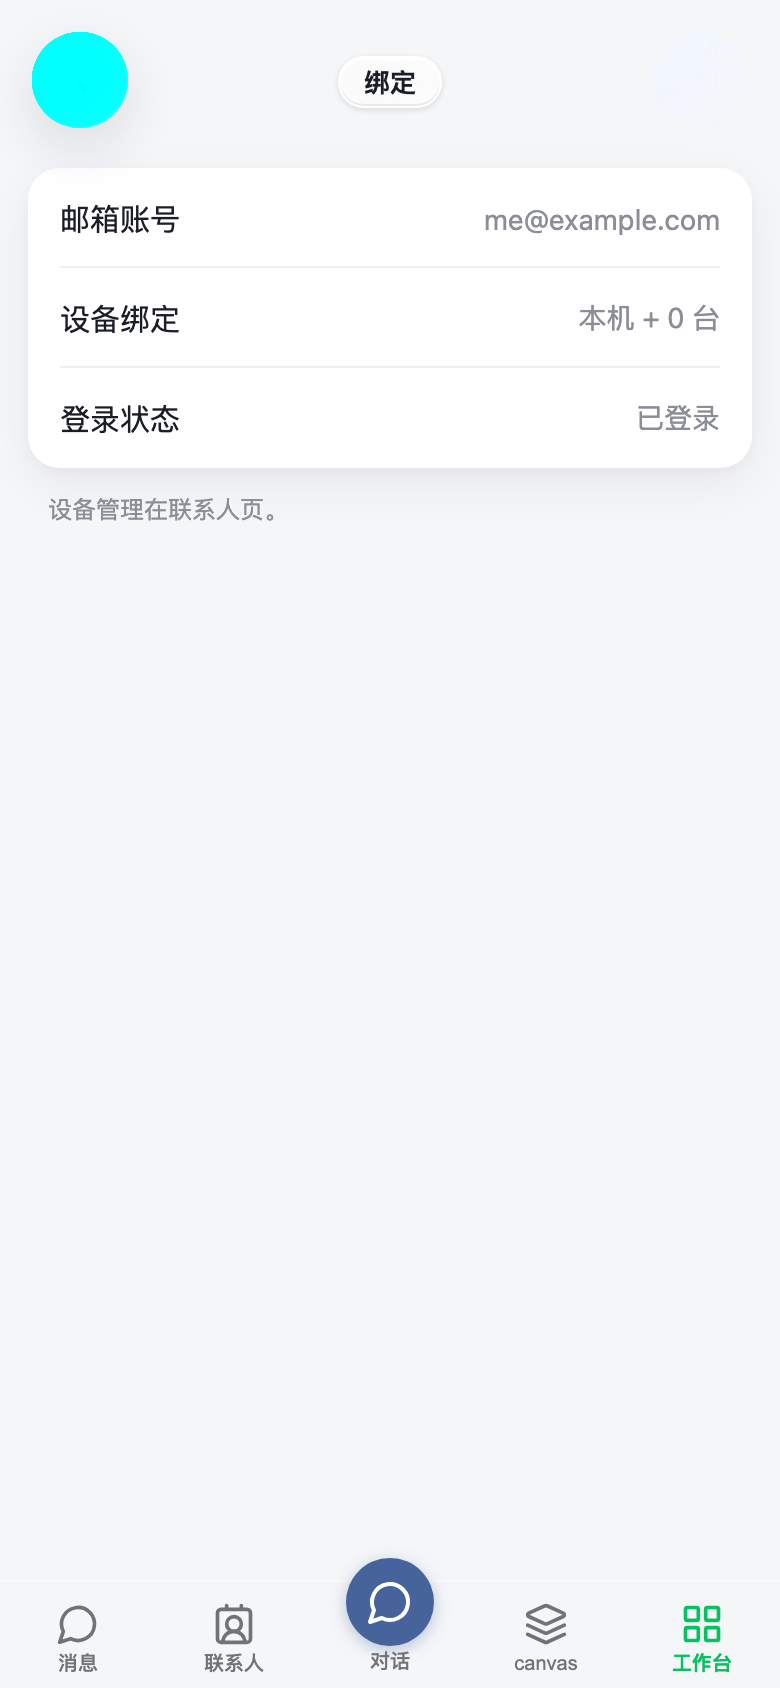 绑定
邮箱账号 me@example.com
设备绑定 本机 + 0 台
登录状态 已登录
设备管理在联系人页。
消息 联系人 对话 canvas 工作台